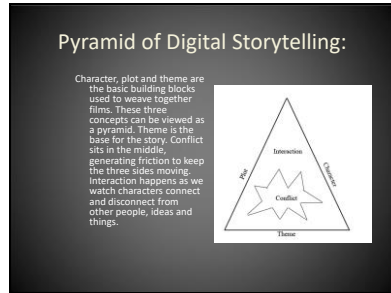 Pyramid of Digital Storytelling:
Character, plot and theme are
the basic building blocks
used to weave together
films. These three
concepts can be viewed as
a pyramid. Theme is the
base for the story. Conflict
sits in the middle,
generating friction to keep
the three sides moving.
Interaction happens as we
watch characters connect
and disconnect from
other people, ideas and
things.
Interaction
Plot
Character
Conflict
Theme